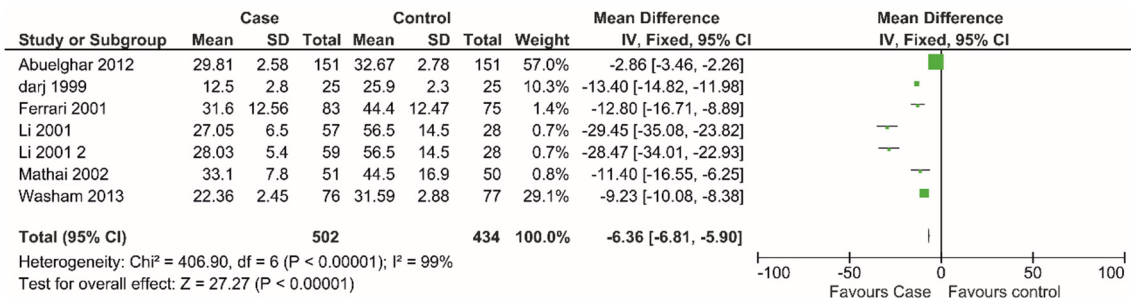 Case Control Mean Difference Mean Difference
Study or Subgroup Mean SD Total Mean SD Total Weight IV, Fixed, 95% CI IV, Fixed, 95% CI
Abuelghar 2012 29.81 2.58 151 32.67 2.78 151 57.0% -2.86 [-3.46, -2.26]
darj 1999 12.5 2.8 25 25.9 2.3 25 10.3% -13.40 [-14.82, -11.98]
Ferrari 2001 31.6 12.56 83 44.4 12.47 75 1.4% -12.80 [-16.71, -8.89]
Li 2001 27.05 6.5 57 56.5 14.5 28 0.7% -29.45 [-35.08, -23.82]
Li 2001 2 28.03 5.4 59 56.5 14.5 28 0.7% -28.47 [-34.01, -22.93]
Mathai 2002 33.1 7.8 51 44.5 16.9 50 0.8% -11.40 [-16.55, -6.25]
Washam 2013 22.36 2.45 76 31.59 2.88 77 29.1% -9.23 [-10.08, -8.38]
Total (95% CI) 502 434 100.0% -6.36 [-6.81, -5.90]
Heterogeneity: Chi² = 406.90, df = 6 (P < 0.00001); I² = 99%
Test for overall effect: Z = 27.27 (P < 0.00001)
-100 -50 0 50 100
Favours Case Favours control